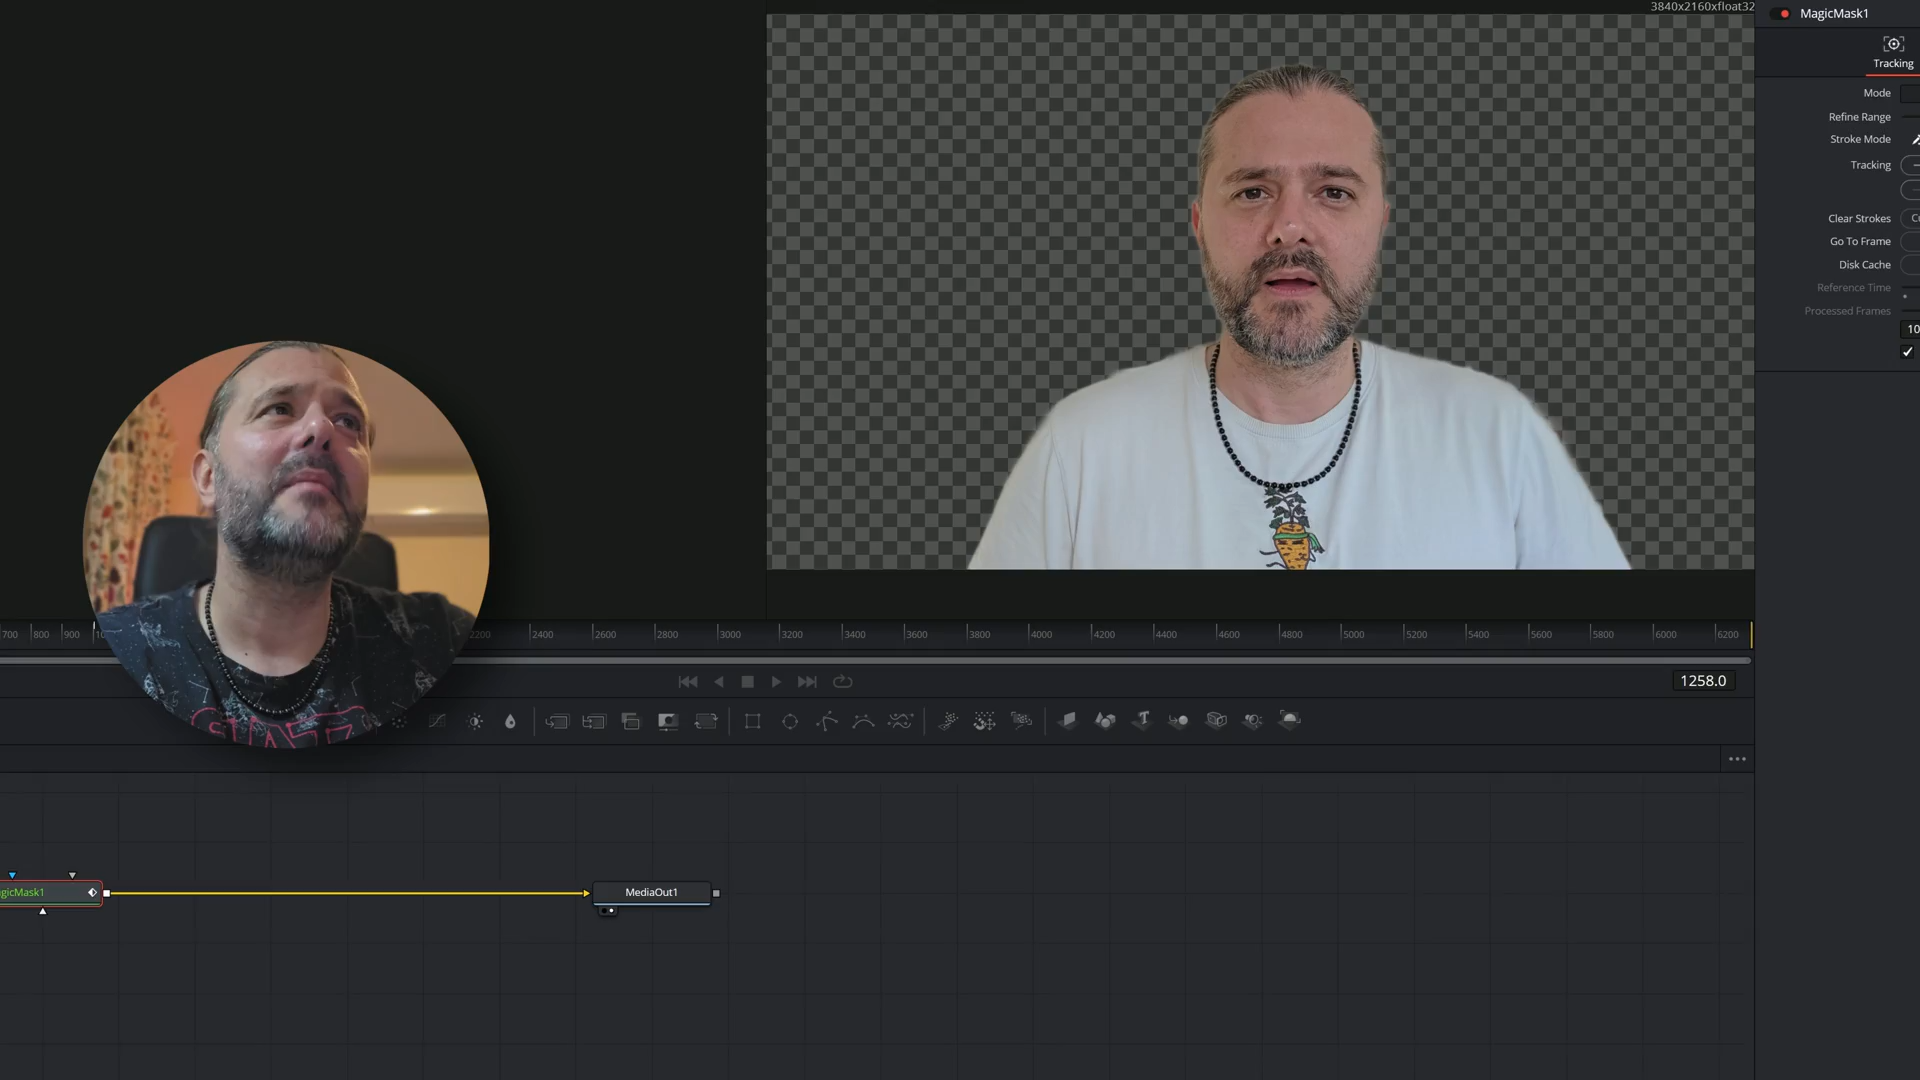 3840x2160xfloat32
MagicMask1
Tracking
Mode
Refine Range
Stroke Mode
Tracking
Clear Strokes
Go To Frame
Disk Cache
Reference Time
Processed Frames
10
700 800 900 2200 2400 2600 2800 3000 3200 3400 3600 3800 4000 4200 4400 4600 4800 5000 5200 5400 5600 5800 6000 6200
1258.0
gicMask1
MediaOut1